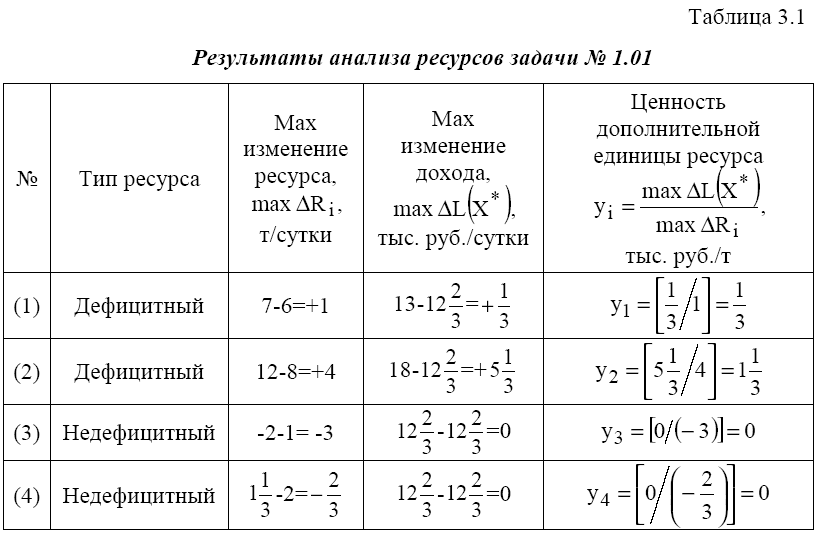 Таблица 3.1
Результаты анализа ресурсов задачи № 1.01
№
Тип ресурса
Max
изменение
ресурса,
max ΔR i ,
т/сутки
Max
изменение
дохода,
max ΔL(X*),
тыс. руб./сутки
Ценность
дополнительной
единицы ресурса
y i = max ΔL(X*) / max ΔR i ,
тыс. руб./т
(1) Дефицитный 7-6=+1 13-12 2/3=+1/3 y1 = [1/3 / 1] = 1/3
(2) Дефицитный 12-8=+4 18-12 2/3=+5 1/3 y2 = [5 1/3 / 4] = 1 1/3
(3) Недефицитный -2-1= -3 12 2/3-12 2/3=0 y3 = [0/(−3)] = 0
(4) Недефицитный 1 1/3-2=−2/3 12 2/3-12 2/3=0 y4 = [0/(−2/3)] = 0